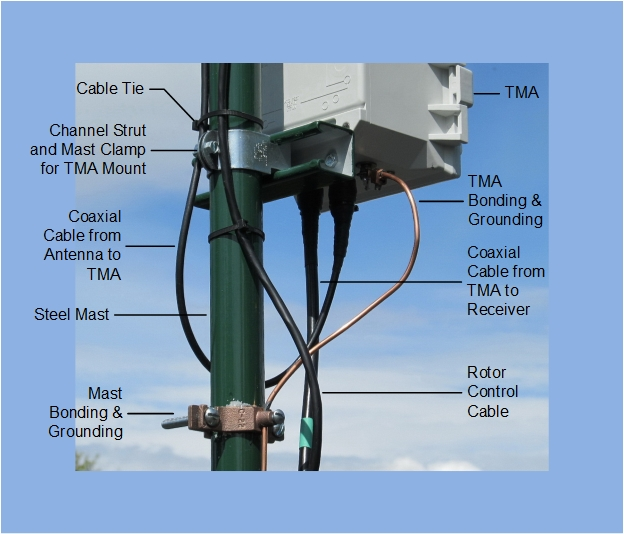 Cable Tie
Channel Strut
and Mast Clamp
for TMA Mount
Coaxial
Cable from
Antenna to
TMA
Steel Mast
Mast
Bonding &
Grounding
TMA
TMA
Bonding &
Grounding
Coaxial
Cable from
TMA to
Receiver
Rotor
Control
Cable